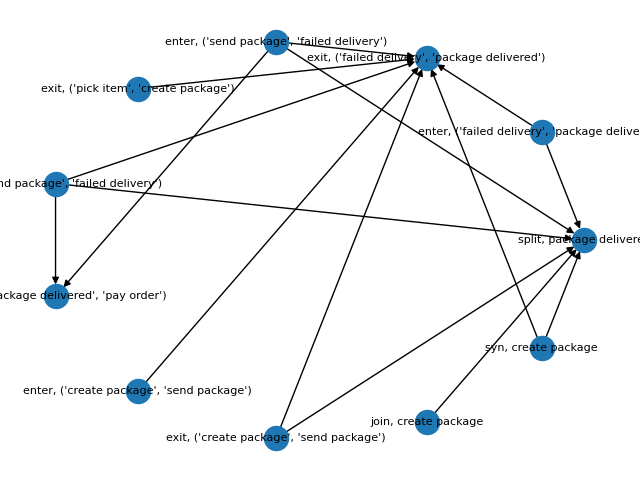 enter, ('send package', 'failed delivery')
exit, ('failed delivery', 'package delivered')
exit, ('pick item', 'create package')
enter, ('failed delivery', 'package delive
nd package', 'failed delivery')
split, package delivere
ackage delivered', 'pay order')
syn, create package
enter, ('create package', 'send package')
join, create package
exit, ('create package', 'send package')